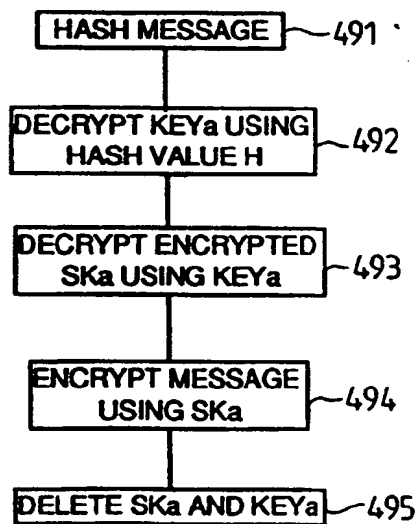 HASH MESSAGE
491
DECRYPT KEYa USING
HASH VALUE H
492
DECRYPT ENCRYPTED
SKa USING KEYa
493
ENCRYPT MESSAGE
USING SKa
494
DELETE SKa AND KEYa
495